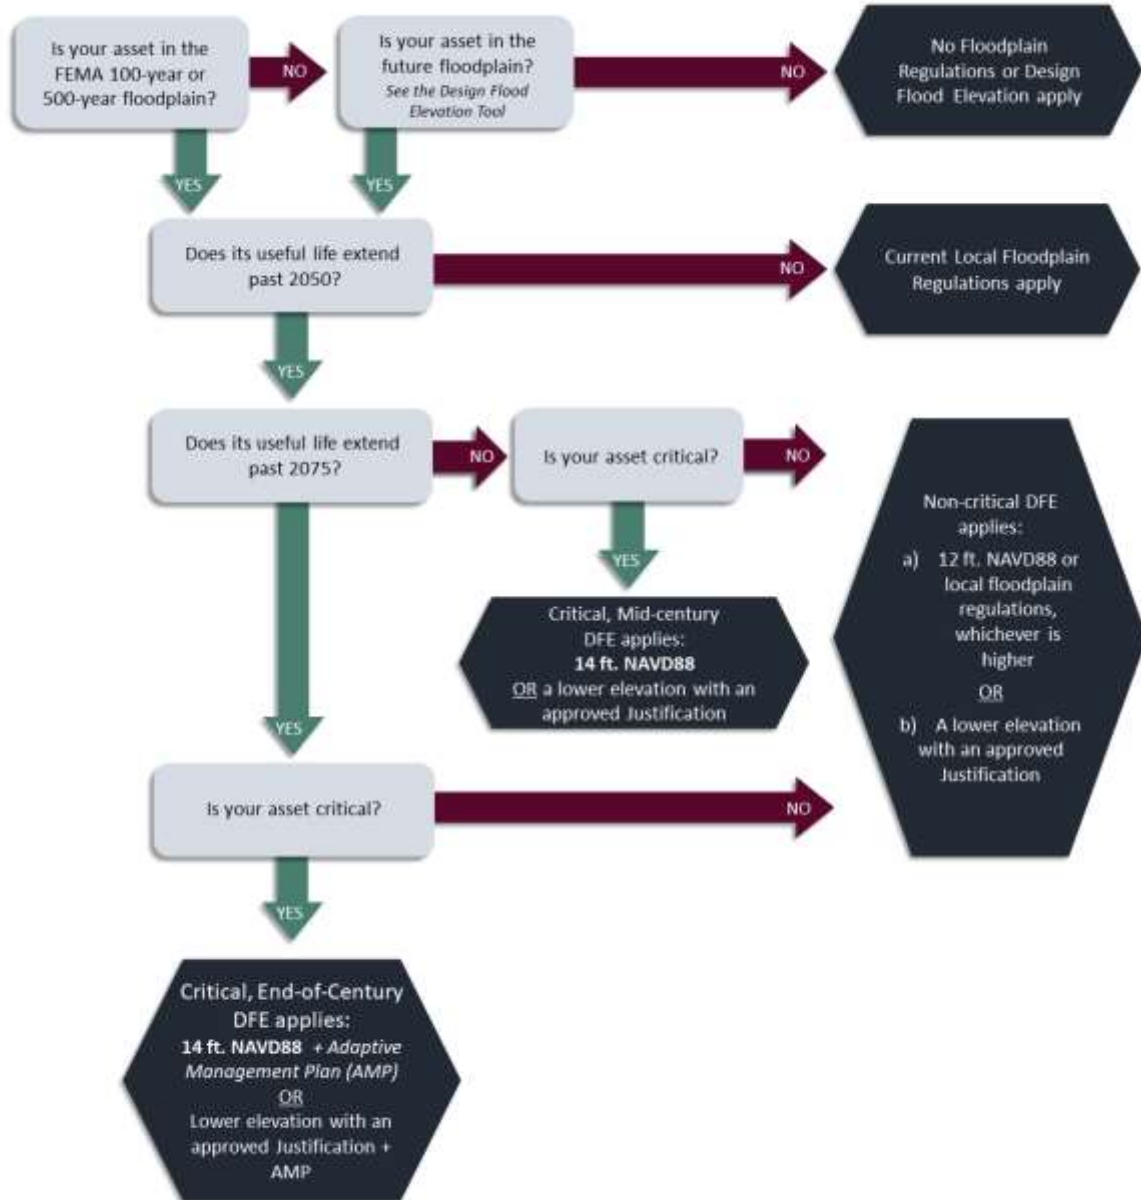 Is your asset in the
FEMA 100-year or
500-year floodplain?
NO
Is your asset in the
future floodplain?
See the Design Flood
Elevation Tool
NO
No Floodplain
Regulations or Design
Flood Elevation apply
YES
YES
Does its useful life extend
past 2050?
NO
Current Local Floodplain
Regulations apply
YES
Does its useful life extend
past 2075?
NO
Is your asset critical?
NO
Non-critical DFE
applies:
a) 12 ft. NAVD88 or
local floodplain
regulations,
whichever is
higher
OR
b) A lower elevation
with an approved
Justification
YES
Critical, Mid-century
DFE applies:
14 ft. NAVD88
OR a lower elevation with an
approved Justification
YES
Is your asset critical?
NO
YES
Critical, End-of-Century
DFE applies:
14 ft. NAVD88 + Adaptive
Management Plan (AMP)
OR
Lower elevation with an
approved Justification +
AMP